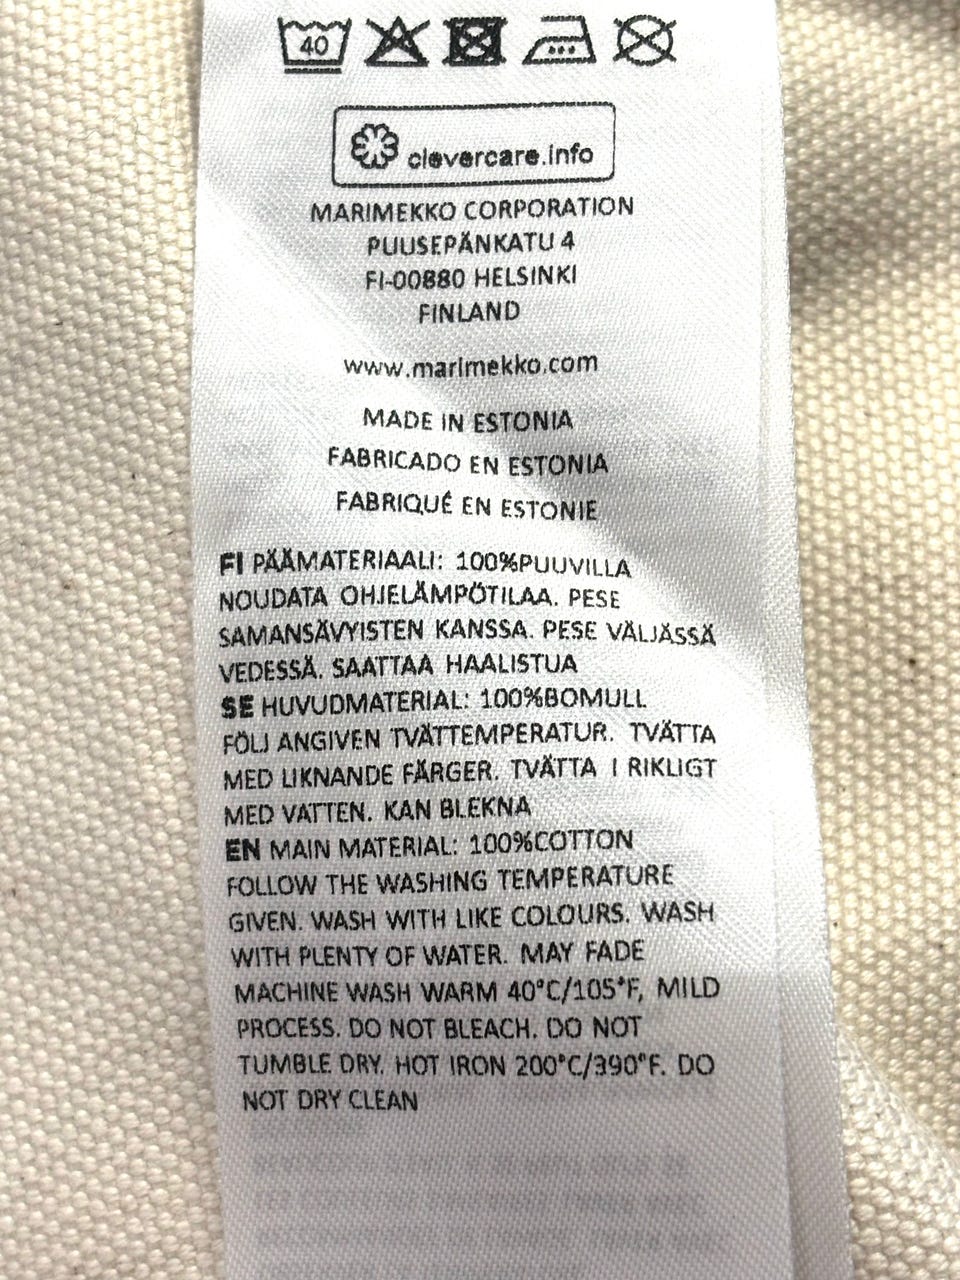 40
clevercare.info
MARIMEKKO CORPORATION
PUUSEPÄNKATU 4
FI-00880 HELSINKI
FINLAND
www.marimekko.com
MADE IN ESTONIA
FABRICADO EN ESTONIA
FABRIQUÉ EN ESTONIE
FI PÄÄMATERIAALI: 100%PUUVILLA
NOUDATA OHJELÄMPÖTILAA. PESE
SAMANSÄVYISTEN KANSSA. PESE VÄLJÄSSÄ
VEDESSÄ. SAATTAA HAALISTUA
SE HUVUDMATERIAL: 100%BOMULL
FÖLJ ANGIVEN TVÄTTEMPERATUR. TVÄTTA
MED LIKNANDE FÄRGER. TVÄTTA I RIKLIGT
MED VATTEN. KAN BLEKNA
EN MAIN MATERIAL: 100%COTTON
FOLLOW THE WASHING TEMPERATURE
GIVEN. WASH WITH LIKE COLOURS. WASH
WITH PLENTY OF WATER. MAY FADE
MACHINE WASH WARM 40°C/105°F, MILD
PROCESS. DO NOT BLEACH. DO NOT
TUMBLE DRY. HOT IRON 200°C/390°F. DO
NOT DRY CLEAN